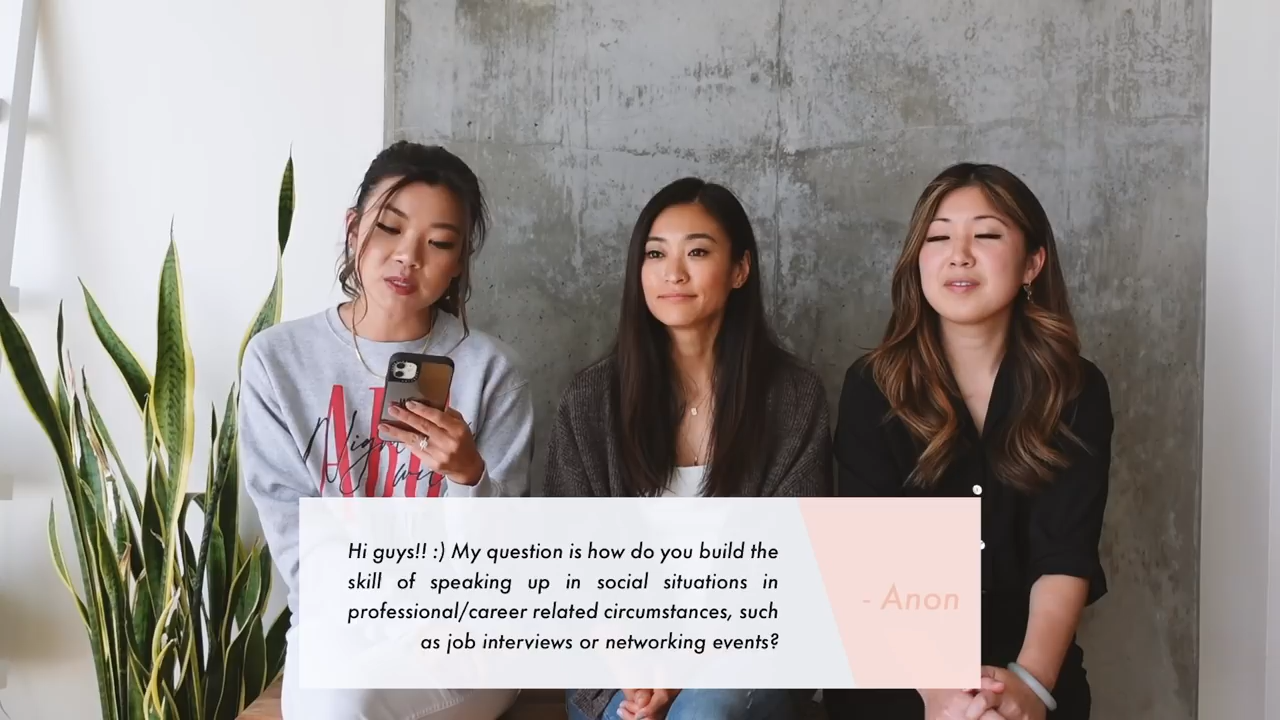 Hi guys!! :) My question is how do you build the
skill of speaking up in social situations in
professional/career related circumstances, such
as job interviews or networking events?
- Anon